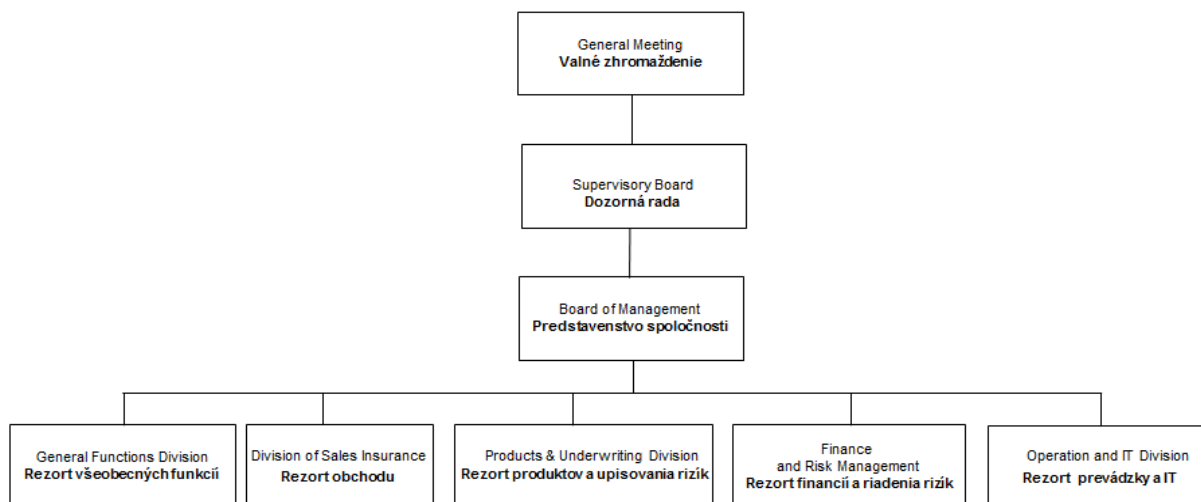 General Meeting
Valné zhromaždenie
Supervisory Board
Dozorná rada
Board of Management
Predstavenstvo spoločnosti
General Functions Division
Rezort všeobecných funkcií
Division of Sales Insurance
Rezort obchodu
Products & Underwriting Division
Rezort produktov a upisovania rizík
Finance
and Risk Management
Rezort financií a riadenia rizík
Operation and IT Division
Rezort prevádzky a IT